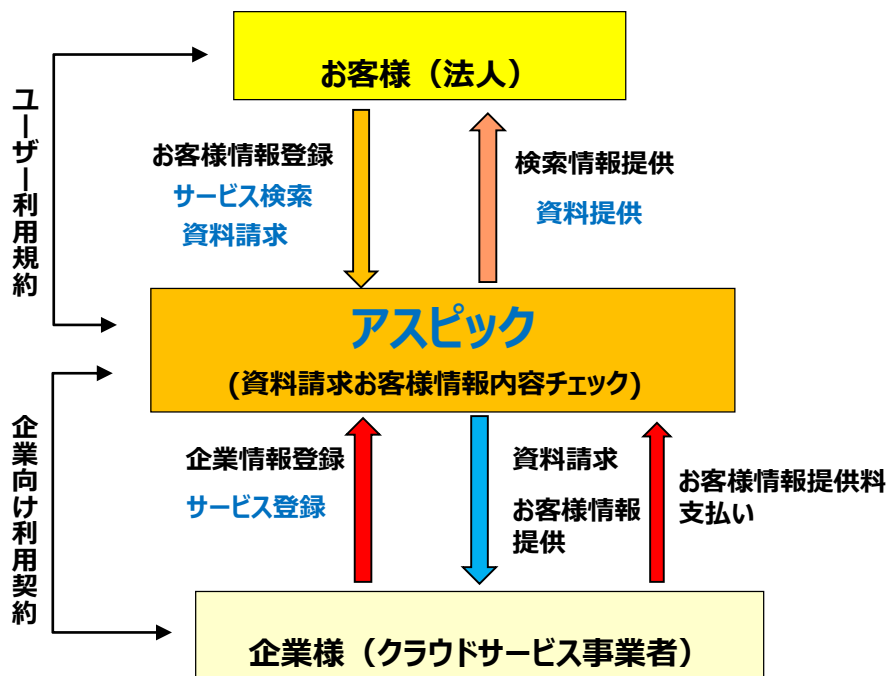 お客様（法人）
ユーザー利用規約
お客様情報登録
サービス検索
資料請求
検索情報提供
資料提供
アスピック
(資料請求お客様情報内容チェック)
企業向け利用契約
企業情報登録
サービス登録
資料請求
お客様情報
提供
お客様情報提供料
支払い
企業様（クラウドサービス事業者）